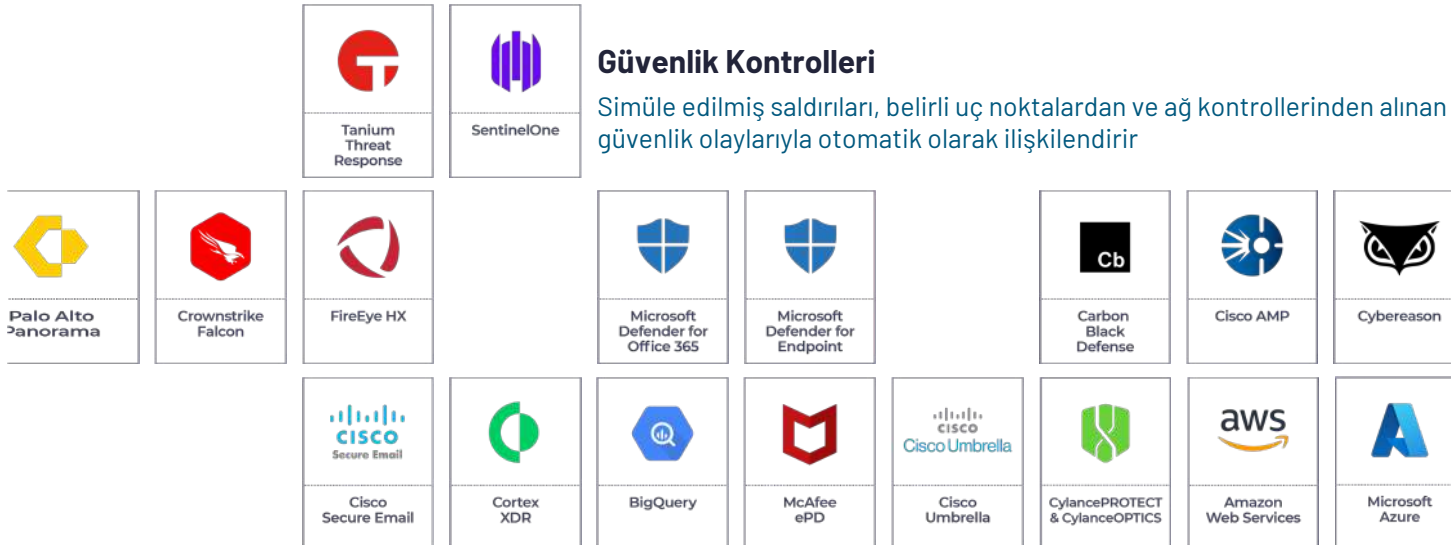 Güvenlik Kontrolleri
Simüle edilmiş saldırıları, belirli uç noktalardan ve ağ kontrollerinden alınan
güvenlik olaylarıyla otomatik olarak ilişkilendirir
Tanium
Threat
Response
SentinelOne
Palo Alto
Panorama
Crownstrike
Falcon
FireEye HX
Microsoft
Defender for
Office 365
Microsoft
Defender for
Endpoint
Cb
Carbon
Black
Defense
Cisco AMP
Cybereason
CISCO
Secure Email
Cisco
Secure Email
Cortex
XDR
BigQuery
McAfee
ePD
CISCO
Cisco Umbrella
Cisco
Umbrella
CylancePROTECT
& CylanceOPTICS
aws
Amazon
Web Services
Microsoft
Azure